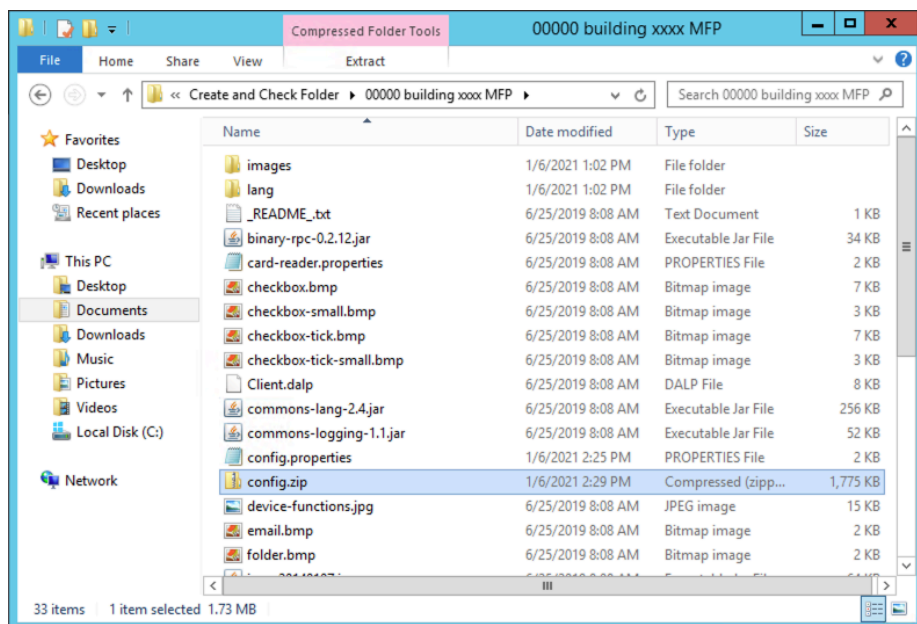 Compressed Folder Tools
00000 building xxxx MFP
File Home Share View Extract
« Create and Check Folder 00000 building xxxx MFP
Search 00000 building xxxx MFP
Name Date modified Type Size
Favorites
Desktop
Downloads
Recent places
This PC
Desktop
Documents
Downloads
Music
Pictures
Videos
Local Disk (C:)
Network
images 1/6/2021 1:02 PM File folder
lang 1/6/2021 1:02 PM File folder
_README_.txt 6/25/2019 8:08 AM Text Document 1 KB
binary-rpc-0.2.12.jar 6/25/2019 8:08 AM Executable Jar File 34 KB
card-reader.properties 6/25/2019 8:08 AM PROPERTIES File 2 KB
checkbox.bmp 6/25/2019 8:08 AM Bitmap image 7 KB
checkbox-small.bmp 6/25/2019 8:08 AM Bitmap image 3 KB
checkbox-tick.bmp 6/25/2019 8:08 AM Bitmap image 7 KB
checkbox-tick-small.bmp 6/25/2019 8:08 AM Bitmap image 3 KB
Client.dalp 6/25/2019 8:08 AM DALP File 8 KB
commons-lang-2.4.jar 6/25/2019 8:08 AM Executable Jar File 256 KB
commons-logging-1.1.jar 6/25/2019 8:08 AM Executable Jar File 52 KB
config.properties 1/6/2021 2:25 PM PROPERTIES File 2 KB
config.zip 1/6/2021 2:29 PM Compressed (zipp... 1,775 KB
device-functions.jpg 6/25/2019 8:08 AM JPEG image 15 KB
email.bmp 6/25/2019 8:08 AM Bitmap image 2 KB
folder.bmp 6/25/2019 8:08 AM Bitmap image 2 KB
33 items 1 item selected 1.73 MB